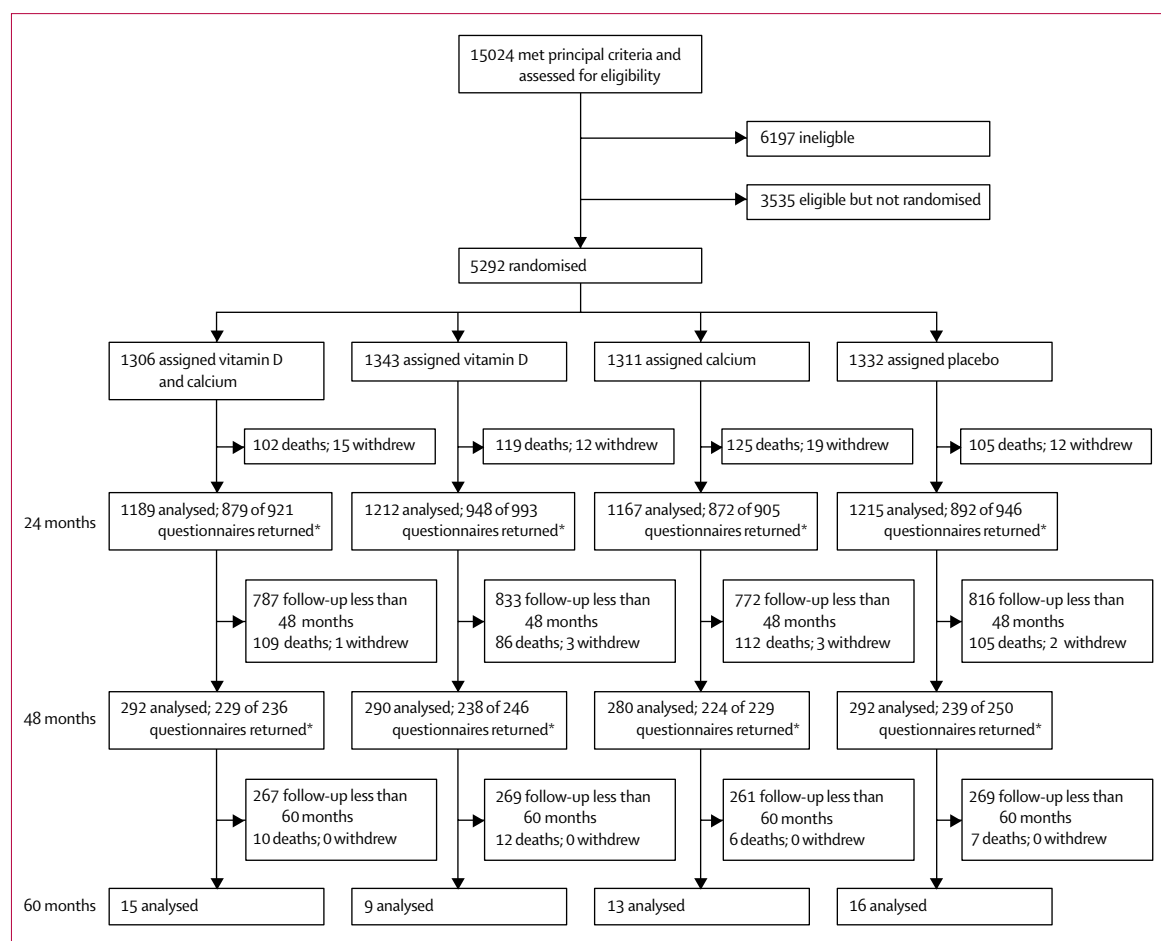 15024 met principal criteria and
assessed for eligibility
6197 ineligble
3535 eligible but not randomised
5292 randomised
1306 assigned vitamin D
and calcium
1343 assigned vitamin D
1311 assigned calcium
1332 assigned placebo
102 deaths; 15 withdrew
119 deaths; 12 withdrew
125 deaths; 19 withdrew
105 deaths; 12 withdrew
24 months
1189 analysed; 879 of 921
questionnaires returned*
1212 analysed; 948 of 993
questionnaires returned*
1167 analysed; 872 of 905
questionnaires returned*
1215 analysed; 892 of 946
questionnaires returned*
787 follow-up less than
48 months
109 deaths; 1 withdrew
833 follow-up less than
48 months
86 deaths; 3 withdrew
772 follow-up less than
48 months
112 deaths; 3 withdrew
816 follow-up less than
48 months
105 deaths; 2 withdrew
48 months
292 analysed; 229 of 236
questionnaires returned*
290 analysed; 238 of 246
questionnaires returned*
280 analysed; 224 of 229
questionnaires returned*
292 analysed; 239 of 250
questionnaires returned*
267 follow-up less than
60 months
10 deaths; 0 withdrew
269 follow-up less than
60 months
12 deaths; 0 withdrew
261 follow-up less than
60 months
6 deaths; 0 withdrew
269 follow-up less than
60 months
7 deaths; 0 withdrew
60 months
15 analysed
9 analysed
13 analysed
16 analysed